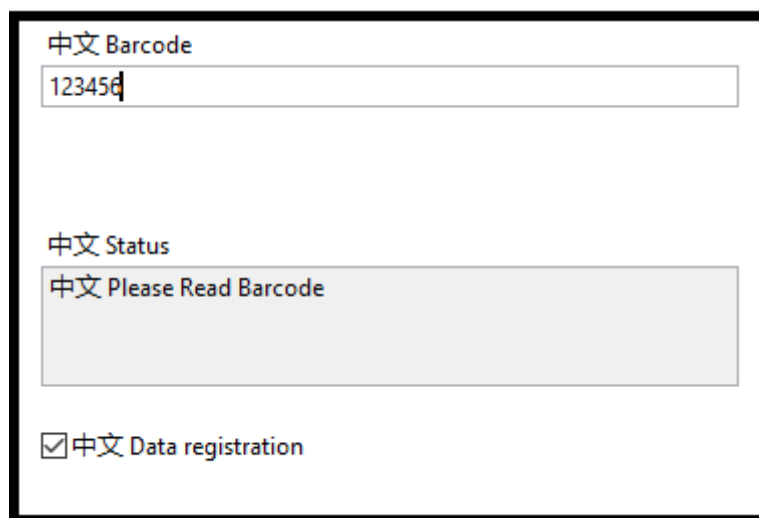 中文 Barcode
123456
中文 Status
中文 Please Read Barcode
中文 Data registration